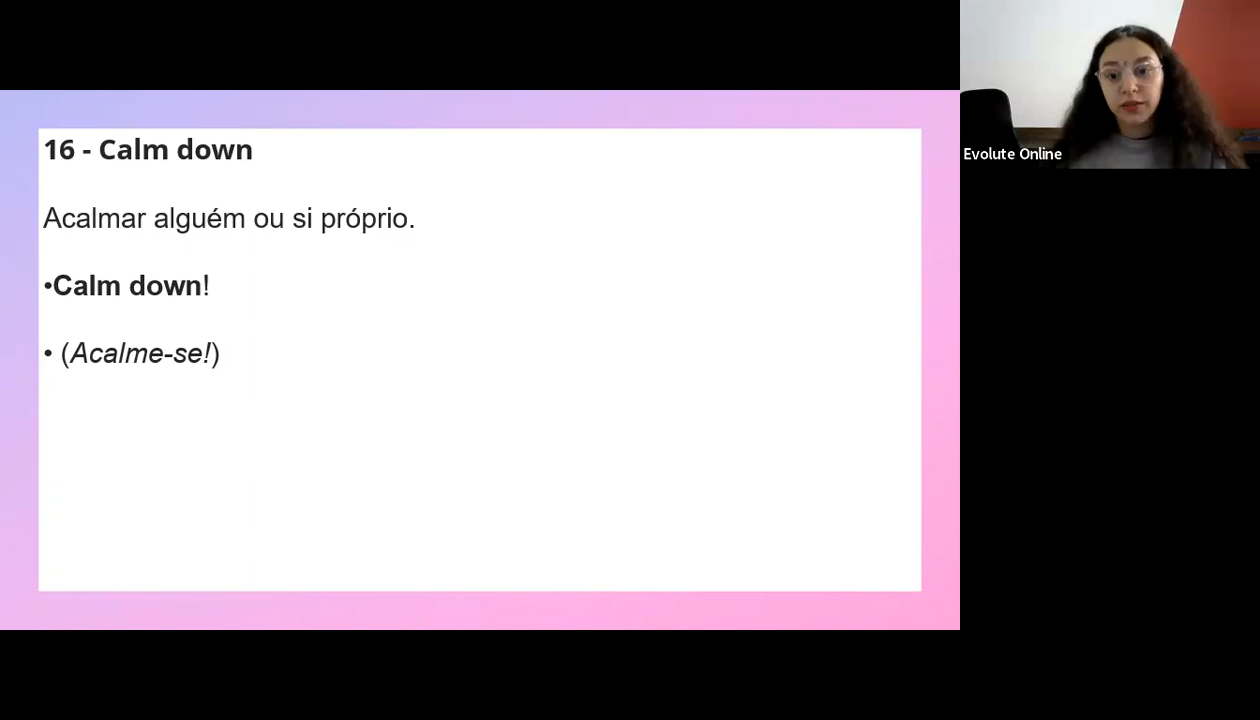 16 - Calm down
Acalmar alguém ou si próprio.
•Calm down!
• (Acalme-se!)
Evolute Online